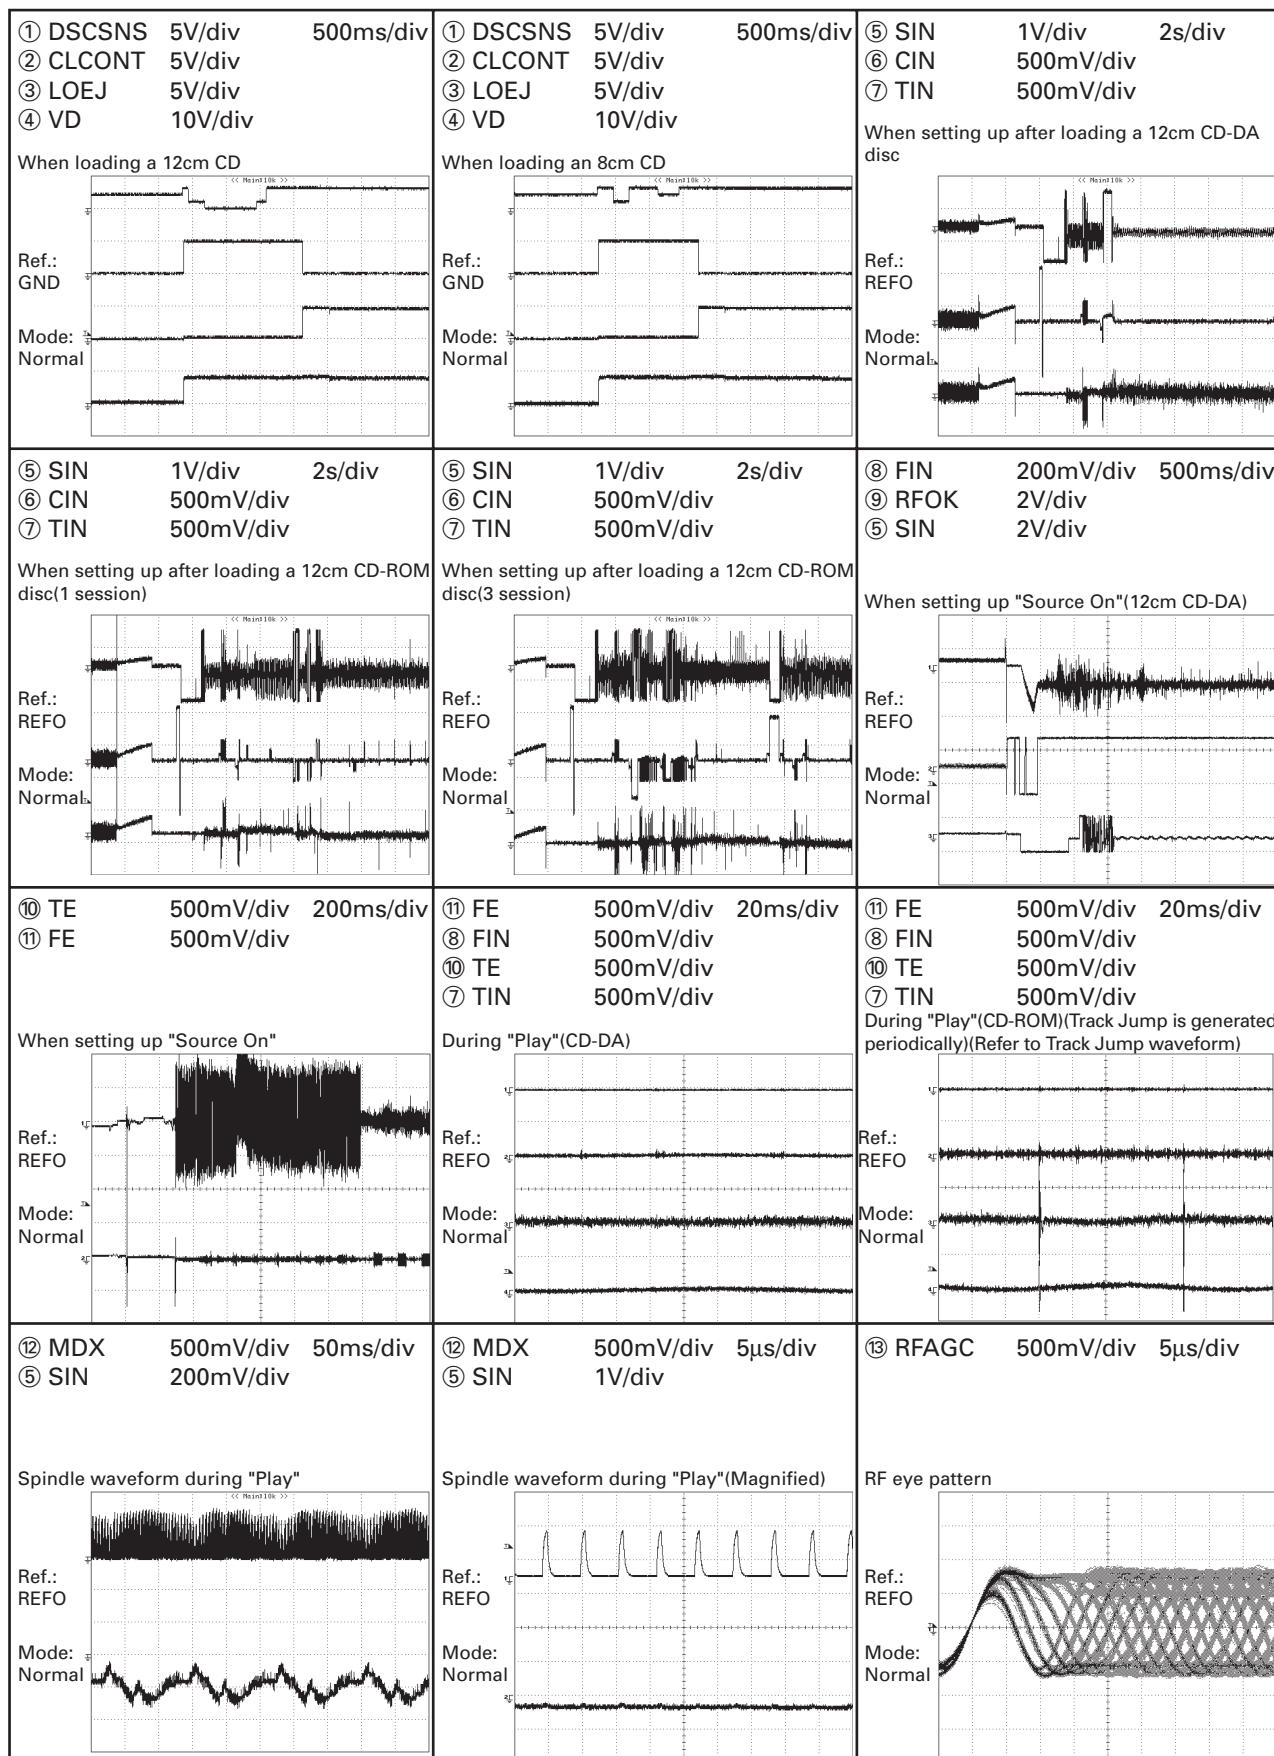 ① DSCSNS 5V/div 500ms/div
② CLCONT 5V/div
③ LOEJ 5V/div
④ VD 10V/div
When loading a 12cm CD
<< Main:10k >>
Ref.:
GND
Mode:
Normal
① DSCSNS 5V/div 500ms/div
② CLCONT 5V/div
③ LOEJ 5V/div
④ VD 10V/div
When loading an 8cm CD
<< Main:10k >>
Ref.:
GND
Mode:
Normal
⑤ SIN 1V/div 2s/div
⑥ CIN 500mV/div
⑦ TIN 500mV/div
When setting up after loading a 12cm CD-DA
disc
<< Main:10k >>
Ref.:
REFO
Mode:
Normal
⑤ SIN 1V/div 2s/div
⑥ CIN 500mV/div
⑦ TIN 500mV/div
When setting up after loading a 12cm CD-ROM
disc(1 session)
<< Main:10k >>
Ref.:
REFO
Mode:
Normal
⑤ SIN 1V/div 2s/div
⑥ CIN 500mV/div
⑦ TIN 500mV/div
When setting up after loading a 12cm CD-ROM
disc(3 session)
<< Main:10k >>
Ref.:
REFO
Mode:
Normal
⑧ FIN 200mV/div 500ms/div
⑨ RFOK 2V/div
⑤ SIN 2V/div
When setting up "Source On"(12cm CD-DA)
Ref.:
REFO
Mode:
Normal
⑩ TE 500mV/div 200ms/div
⑪ FE 500mV/div
When setting up "Source On"
Ref.:
REFO
Mode:
Normal
⑪ FE 500mV/div 20ms/div
⑧ FIN 500mV/div
⑩ TE 500mV/div
⑦ TIN 500mV/div
During "Play"(CD-DA)
Ref.:
REFO
Mode:
Normal
⑪ FE 500mV/div 20ms/div
⑧ FIN 500mV/div
⑩ TE 500mV/div
⑦ TIN 500mV/div
During "Play"(CD-ROM)(Track Jump is generated
periodically)(Refer to Track Jump waveform)
Ref.:
REFO
Mode:
Normal
⑫ MDX 500mV/div 50ms/div
⑤ SIN 200mV/div
Spindle waveform during "Play"
<< Main:10k >>
Ref.:
REFO
Mode:
Normal
⑫ MDX 500mV/div 5µs/div
⑤ SIN 1V/div
Spindle waveform during "Play"(Magnified)
Ref.:
REFO
Mode:
Normal
⑬ RFAGC 500mV/div 5µs/div
RF eye pattern
Ref.:
REFO
Mode:
Normal